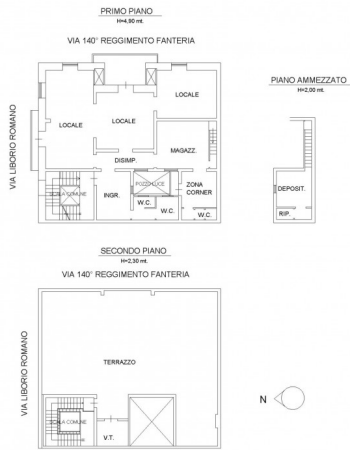 PRIMO PIANO
H=4,90 mt.
VIA 140° REGGIMENTO FANTERIA
VIA LIBORIO ROMANO
LOCALE
LOCALE
LOCALE
MAGAZZ.
DISIMP.
SCALA COMUNE
INGR.
POZZO LUCE
ZONA
CORNER
W.C.
W.C.
W.C.
PIANO AMMEZZATO
H=2,00 mt.
DEPOSIT.
RIP.
SECONDO PIANO
H=2,30 mt.
VIA 140° REGGIMENTO FANTERIA
VIA LIBORIO ROMANO
TERRAZZO
SCALA COMUNE
V.T.
N